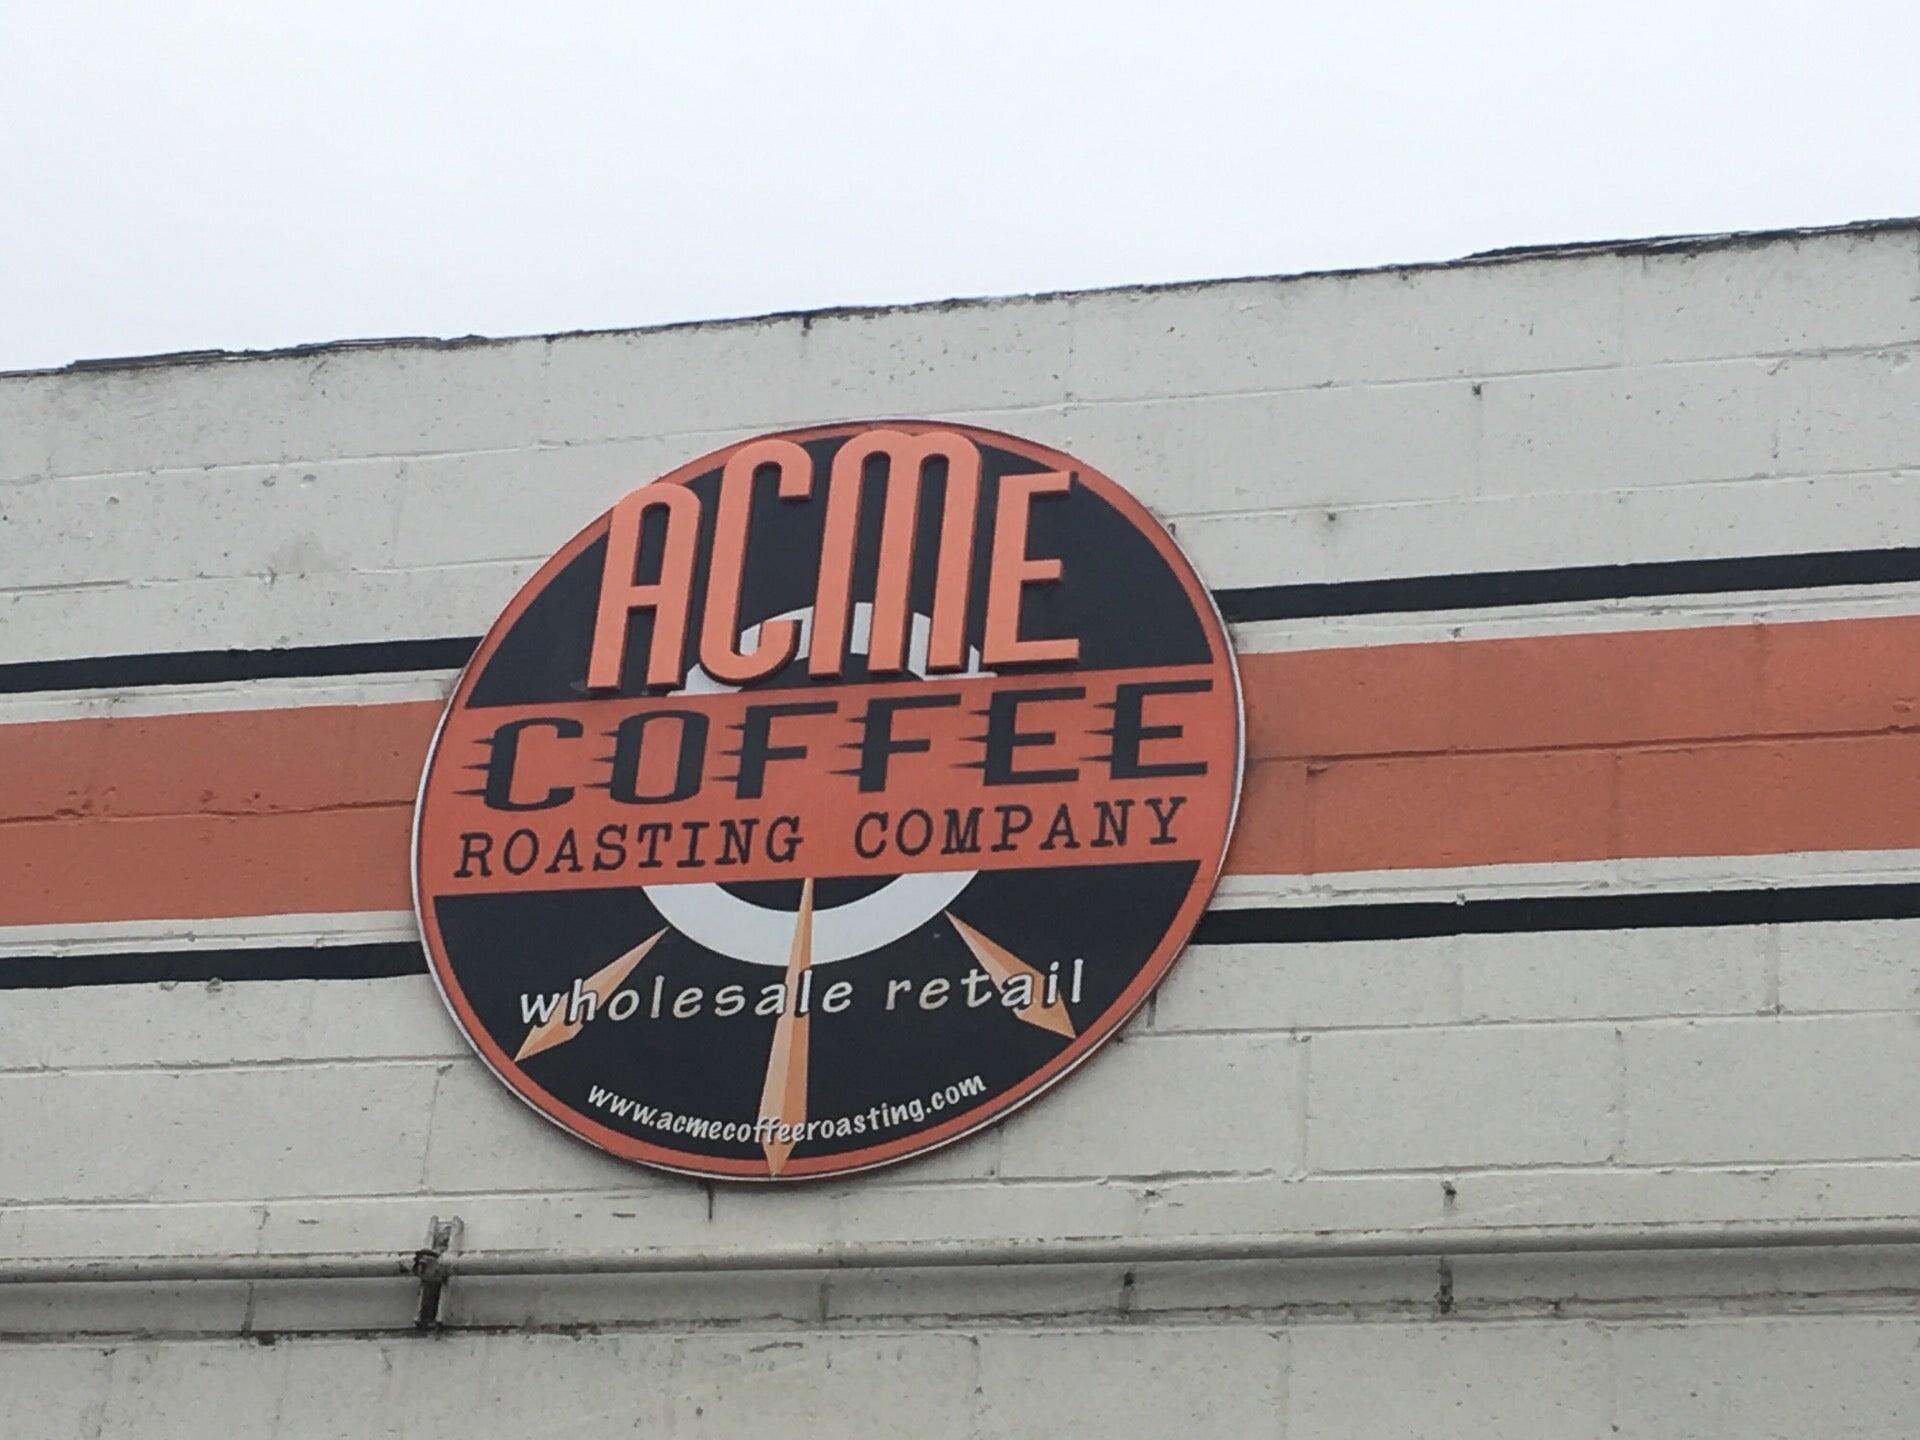 ACME
COFFEE
ROASTING COMPANY
wholesale retail
www.acmecoffeeroasting.com